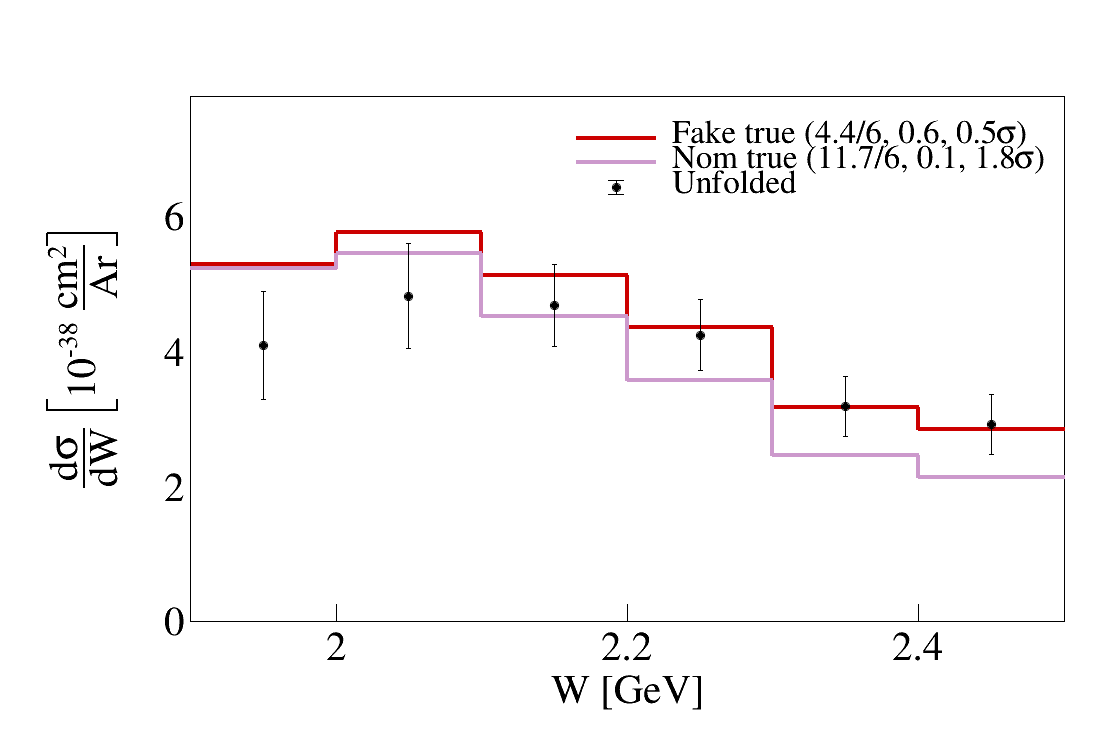 Fake true (4.4/6, 0.6, 0.5σ)
Nom true (11.7/6, 0.1, 1.8σ)
Unfolded
6
4
2
0
2
2.2
2.4
W [GeV]
dσ/dW [10⁻³⁸ cm²/Ar]